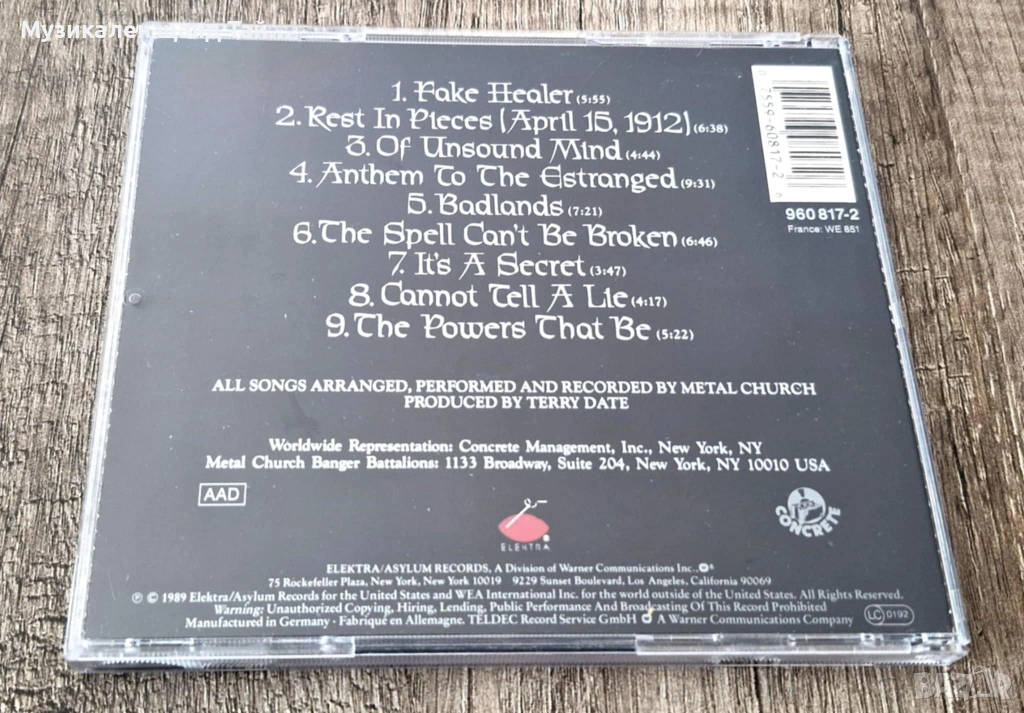 1. Fake Healer (5:55)
2. Rest In Pieces (April 15, 1912) (6:38)
3. Of Unsound Mind (4:44)
4. Anthem To The Estranged (9:31)
5. Badlands (7:21)
6. The Spell Can't Be Broken (6:46)
7. It's A Secret (3:47)
8. Cannot Tell A Lie (4:17)
9. The Powers That Be (5:22)
0 7559-60817-2 6
960 817-2
France: WE 851
ALL SONGS ARRANGED, PERFORMED AND RECORDED BY METAL CHURCH
PRODUCED BY TERRY DATE
Worldwide Representation: Concrete Management, Inc., New York, NY
Metal Church Banger Battalions: 1133 Broadway, Suite 204, New York, NY 10010 USA
AAD
ELEKTRA
CONCRETE
ELEKTRA/ASYLUM RECORDS, A Division of Warner Communications Inc.,
75 Rockefeller Plaza, New York, New York 10019 9229 Sunset Boulevard, Los Angeles, California 90069
℗ © 1989 Elektra/Asylum Records for the United States and WEA International Inc. for the world outside of the United States. All Rights Reserved.
Warning: Unauthorized Copying, Hiring, Lending, Public Performance And Broadcasting Of This Record Prohibited
Manufactured in Germany · Fabriqué en Allemagne. TELDEC Record Service GmbH A Warner Communications Company
LC 0192
BAZAR